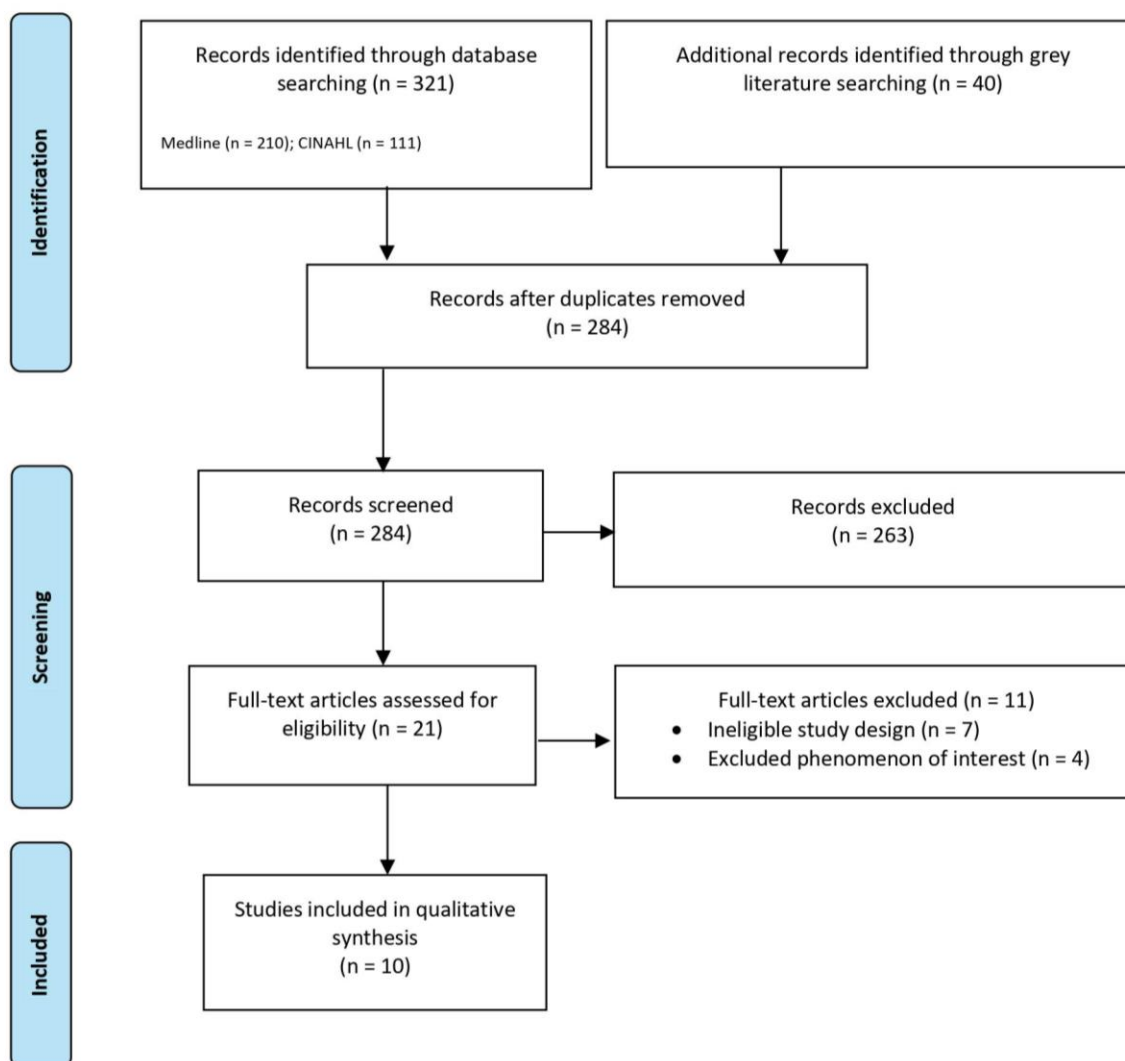 Identification
Records identified through database
searching (n = 321)
Medline (n = 210); CINAHL (n = 111)
Additional records identified through grey
literature searching (n = 40)
Records after duplicates removed
(n = 284)
Screening
Records screened
(n = 284)
Records excluded
(n = 263)
Full-text articles assessed for
eligibility (n = 21)
Full-text articles excluded (n = 11)
• Ineligible study design (n = 7)
• Excluded phenomenon of interest (n = 4)
Included
Studies included in qualitative
synthesis
(n = 10)